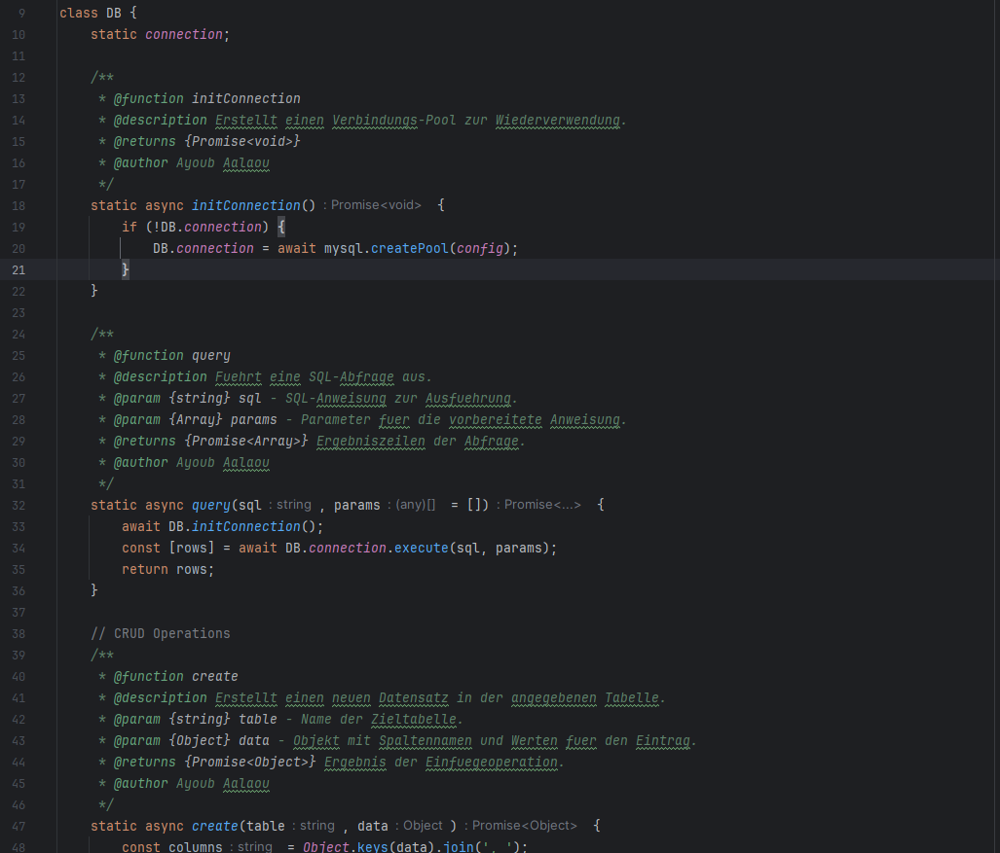 9 class DB {
10 static connection;
11
12 /**
13 * @function initConnection
14 * @description Erstellt einen Verbindungs-Pool zur Wiederverwendung.
15 * @returns {Promise<void>}
16 * @author Ayoub Aalaou
17 */
18 static async initConnection() : Promise<void> {
19 if (!DB.connection) {
20 DB.connection = await mysql.createPool(config);
21 }
22 }
23
24 /**
25 * @function query
26 * @description Fuehrt eine SQL-Abfrage aus.
27 * @param {string} sql - SQL-Anweisung zur Ausfuehrung.
28 * @param {Array} params - Parameter fuer die vorbereitete Anweisung.
29 * @returns {Promise<Array>} Ergebniszeilen der Abfrage.
30 * @author Ayoub Aalaou
31 */
32 static async query(sql : string , params : (any)[] = []) : Promise<...> {
33 await DB.initConnection();
34 const [rows] = await DB.connection.execute(sql, params);
35 return rows;
36 }
37
38 // CRUD Operations
39 /**
40 * @function create
41 * @description Erstellt einen neuen Datensatz in der angegebenen Tabelle.
42 * @param {string} table - Name der Zieltabelle.
43 * @param {Object} data - Objekt mit Spaltennamen und Werten fuer den Eintrag.
44 * @returns {Promise<Object>} Ergebnis der Einfuegeoperation.
45 * @author Ayoub Aalaou
46 */
47 static async create(table : string , data : Object ) : Promise<Object> {
48 const columns : string = Object.keys(data).join(', ');